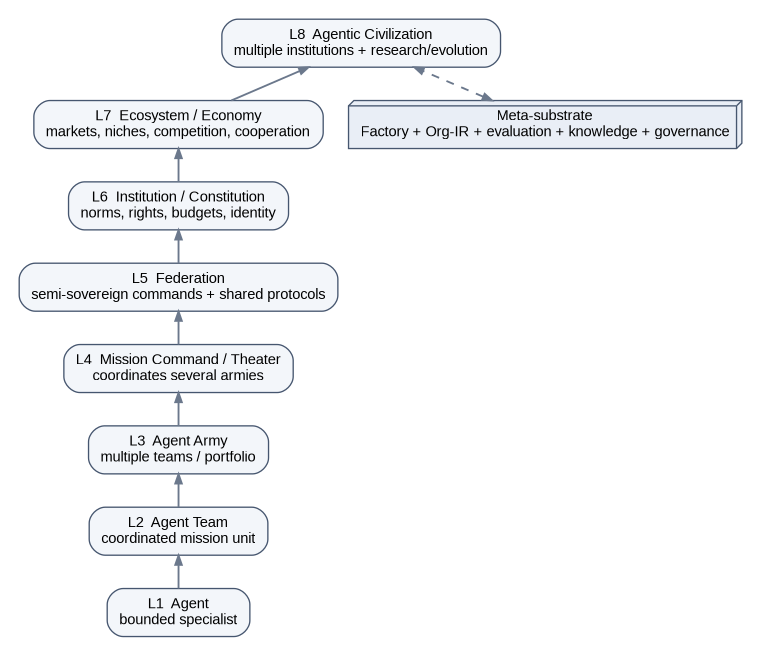 L8 Agentic Civilization
multiple institutions + research/evolution
L7 Ecosystem / Economy
markets, niches, competition, cooperation
Meta-substrate
Factory + Org-IR + evaluation + knowledge + governance
L6 Institution / Constitution
norms, rights, budgets, identity
L5 Federation
semi-sovereign commands + shared protocols
L4 Mission Command / Theater
coordinates several armies
L3 Agent Army
multiple teams / portfolio
L2 Agent Team
coordinated mission unit
L1 Agent
bounded specialist